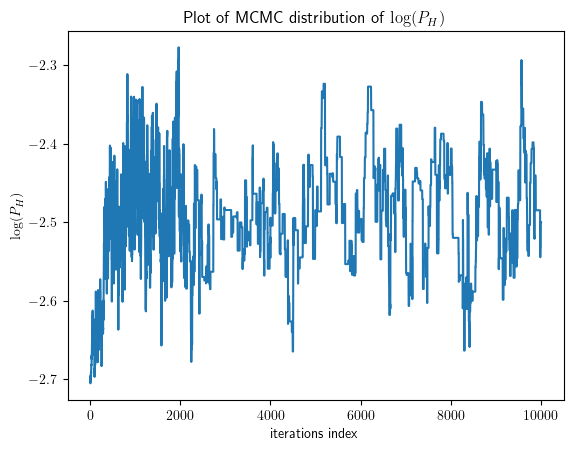 Plot of MCMC distribution of log(P_H)
log(P_H)
−2.3
−2.4
−2.5
−2.6
−2.7
0 2000 4000 6000 8000 10000
iterations index